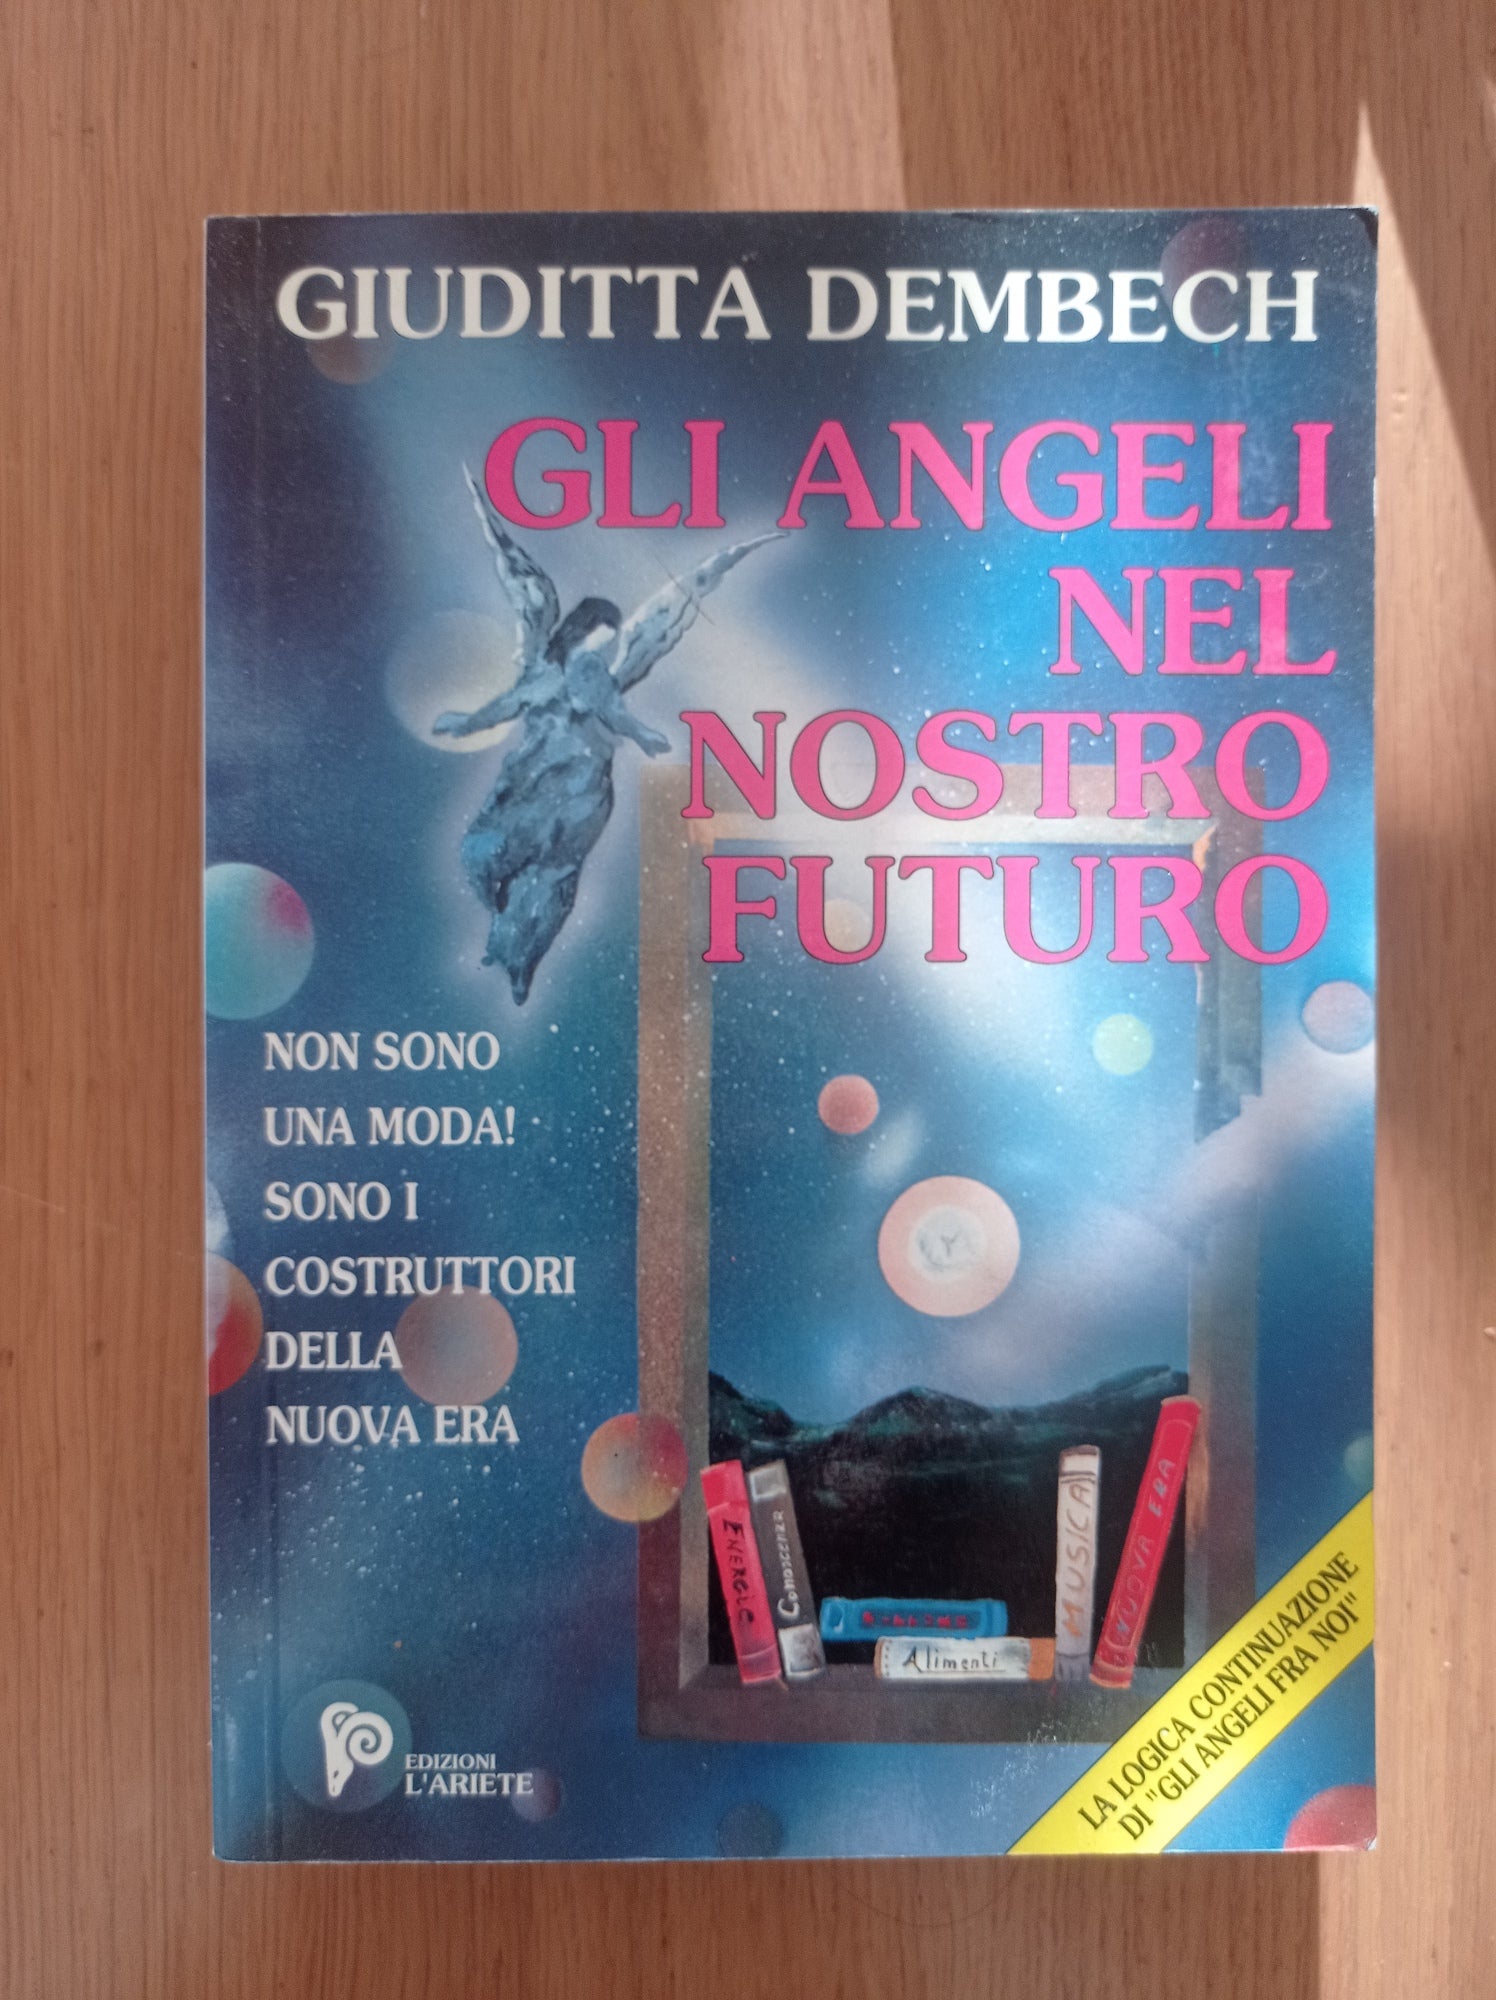 GIUDITTA DEMBECH
GLI ANGELI
NEL
NOSTRO
FUTURO
NON SONO
UNA MODA!
SONO I
COSTRUTTORI
DELLA
NUOVA ERA
ENERGIE
Conoscenza
Alimenti
MUSICA
NUOVA ERA
EDIZIONI
L'ARIETE
LA LOGICA CONTINUAZIONE
DI "GLI ANGELI FRA NOI"